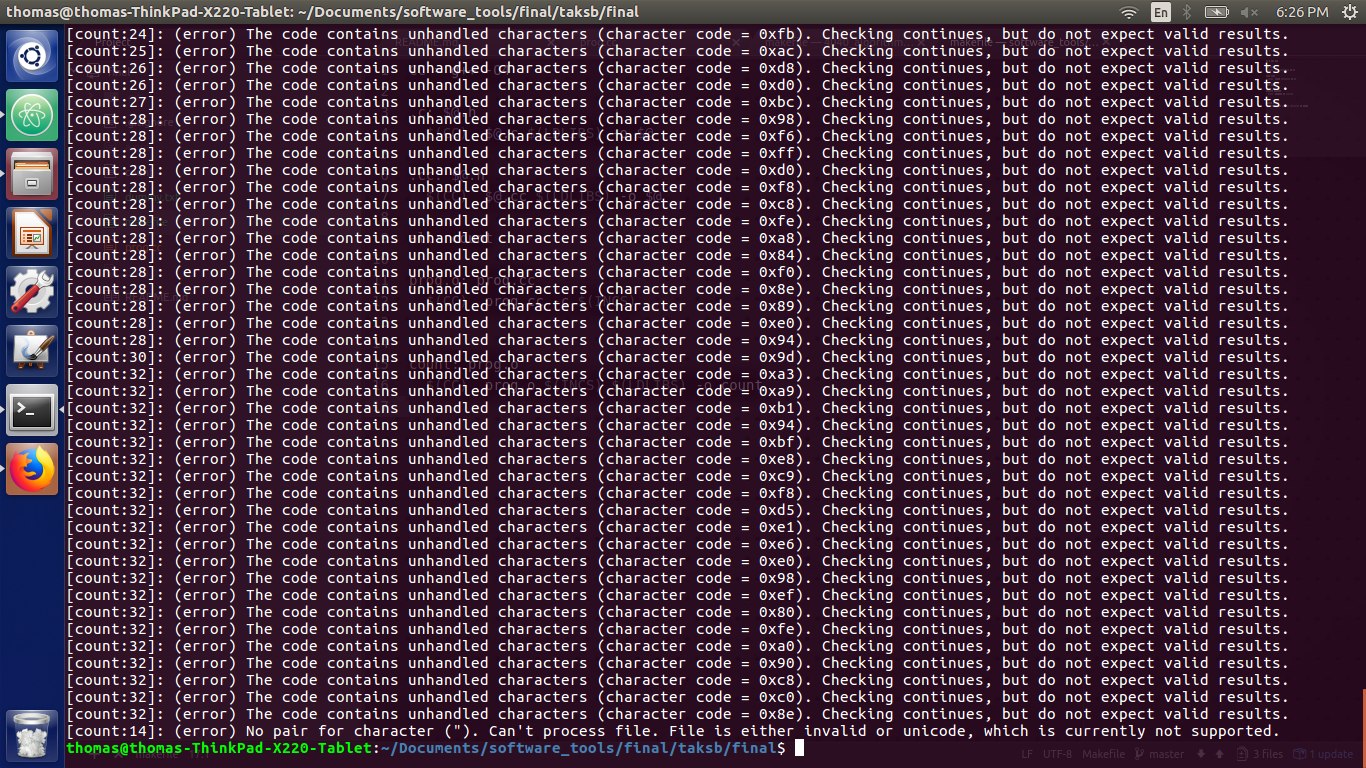 thomas@thomas-ThinkPad-X220-Tablet: ~/Documents/software_tools/final/taksb/final
En
6:26 PM
[count:24]: (error) The code contains unhandled characters (character code = 0xfb). Checking continues, but do not expect valid results.
[count:25]: (error) The code contains unhandled characters (character code = 0xa3). Checking continues, but do not expect valid results.
[count:26]: (error) The code contains unhandled characters (character code = 0xd8). Checking continues, but do not expect valid results.
[count:26]: (error) The code contains unhandled characters (character code = 0xd0). Checking continues, but do not expect valid results.
[count:27]: (error) The code contains unhandled characters (character code = 0xbc). Checking continues, but do not expect valid results.
[count:28]: (error) The code contains unhandled characters (character code = 0x98). Checking continues, but do not expect valid results.
[count:28]: (error) The code contains unhandled characters (character code = 0xf6). Checking continues, but do not expect valid results.
[count:28]: (error) The code contains unhandled characters (character code = 0xff). Checking continues, but do not expect valid results.
[count:28]: (error) The code contains unhandled characters (character code = 0xd0). Checking continues, but do not expect valid results.
[count:28]: (error) The code contains unhandled characters (character code = 0xf8). Checking continues, but do not expect valid results.
[count:28]: (error) The code contains unhandled characters (character code = 0xc8). Checking continues, but do not expect valid results.
[count:28]: (error) The code contains unhandled characters (character code = 0xfe). Checking continues, but do not expect valid results.
[count:28]: (error) The code contains unhandled characters (character code = 0xa8). Checking continues, but do not expect valid results.
[count:28]: (error) The code contains unhandled characters (character code = 0x84). Checking continues, but do not expect valid results.
[count:28]: (error) The code contains unhandled characters (character code = 0xf0). Checking continues, but do not expect valid results.
[count:28]: (error) The code contains unhandled characters (character code = 0x8e). Checking continues, but do not expect valid results.
[count:28]: (error) The code contains unhandled characters (character code = 0x89). Checking continues, but do not expect valid results.
[count:28]: (error) The code contains unhandled characters (character code = 0xe0). Checking continues, but do not expect valid results.
[count:28]: (error) The code contains unhandled characters (character code = 0x94). Checking continues, but do not expect valid results.
[count:30]: (error) The code contains unhandled characters (character code = 0x9d). Checking continues, but do not expect valid results.
[count:32]: (error) The code contains unhandled characters (character code = 0xa3). Checking continues, but do not expect valid results.
[count:32]: (error) The code contains unhandled characters (character code = 0xa9). Checking continues, but do not expect valid results.
[count:32]: (error) The code contains unhandled characters (character code = 0xb1). Checking continues, but do not expect valid results.
[count:32]: (error) The code contains unhandled characters (character code = 0x94). Checking continues, but do not expect valid results.
[count:32]: (error) The code contains unhandled characters (character code = 0xbf). Checking continues, but do not expect valid results.
[count:32]: (error) The code contains unhandled characters (character code = 0xe8). Checking continues, but do not expect valid results.
[count:32]: (error) The code contains unhandled characters (character code = 0xc9). Checking continues, but do not expect valid results.
[count:32]: (error) The code contains unhandled characters (character code = 0xf8). Checking continues, but do not expect valid results.
[count:32]: (error) The code contains unhandled characters (character code = 0xd5). Checking continues, but do not expect valid results.
[count:32]: (error) The code contains unhandled characters (character code = 0xe1). Checking continues, but do not expect valid results.
[count:32]: (error) The code contains unhandled characters (character code = 0xe6). Checking continues, but do not expect valid results.
[count:32]: (error) The code contains unhandled characters (character code = 0xe0). Checking continues, but do not expect valid results.
[count:32]: (error) The code contains unhandled characters (character code = 0x98). Checking continues, but do not expect valid results.
[count:32]: (error) The code contains unhandled characters (character code = 0xef). Checking continues, but do not expect valid results.
[count:32]: (error) The code contains unhandled characters (character code = 0x80). Checking continues, but do not expect valid results.
[count:32]: (error) The code contains unhandled characters (character code = 0xfe). Checking continues, but do not expect valid results.
[count:32]: (error) The code contains unhandled characters (character code = 0xa0). Checking continues, but do not expect valid results.
[count:32]: (error) The code contains unhandled characters (character code = 0x90). Checking continues, but do not expect valid results.
[count:32]: (error) The code contains unhandled characters (character code = 0xc8). Checking continues, but do not expect valid results.
[count:32]: (error) The code contains unhandled characters (character code = 0xc0). Checking continues, but do not expect valid results.
[count:32]: (error) The code contains unhandled characters (character code = 0x8e). Checking continues, but do not expect valid results.
[count:14]: (error) No pair for character ("). Can't process file. File is either invalid or unicode, which is currently not supported.
thomas@thomas-ThinkPad-X220-Tablet:~/Documents/software_tools/final/taksb/final$
LF UTF-8 Makefile master 3 files 1 update